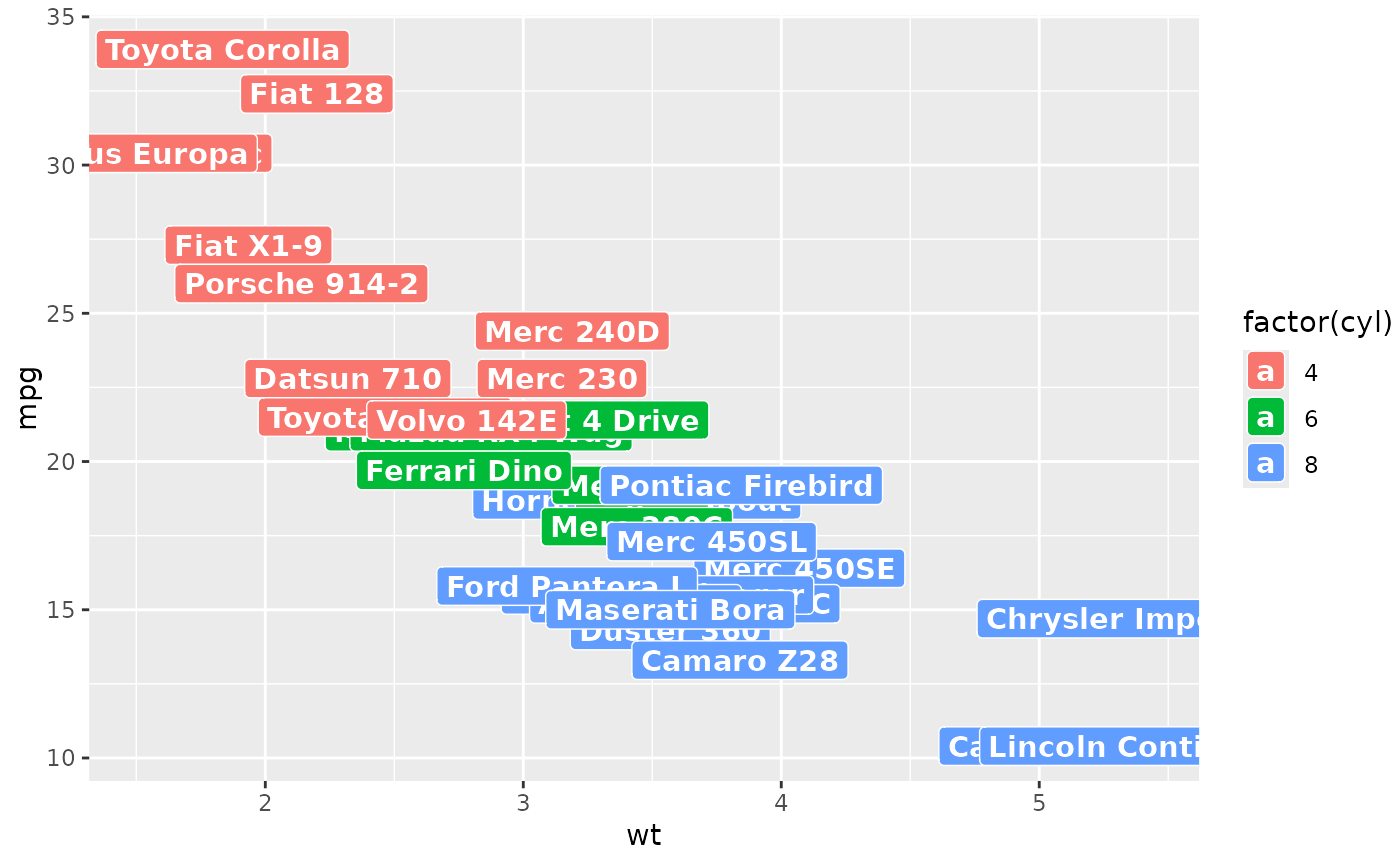 35
Toyota Corolla
Fiat 128
30
us Europa
Fiat X1-9
Porsche 914-2
25
Merc 240D
Datsun 710
Merc 230
Toyota
Volvo 142E
4 Drive
20
Ferrari Dino
Pontiac Firebird
Merc 450SL
Merc 450SE
Ford Pantera L
15
Maserati Bora
Duster 360
Chrysler Impe
Camaro Z28
10
Ca
Lincoln Conti
2
3
4
5
wt
mpg
factor(cyl)
a 4
a 6
a 8